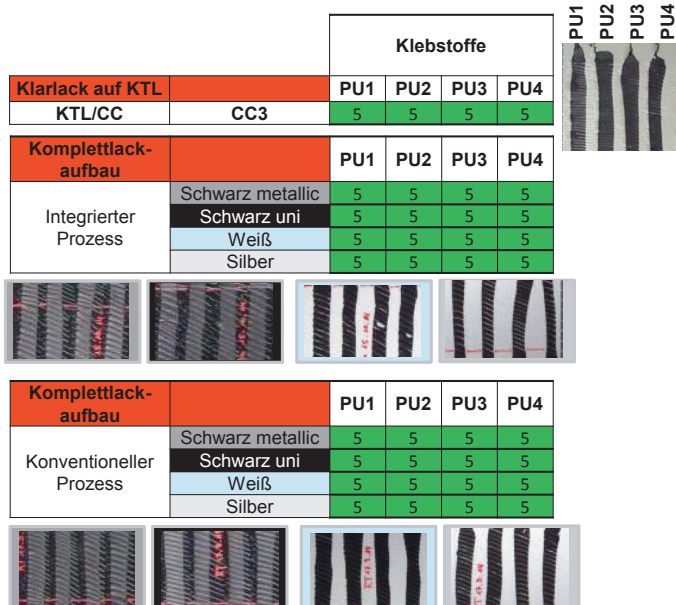 Klebstoffe
PU1 PU2 PU3 PU4
Klarlack auf KTL PU1 PU2 PU3 PU4
KTL/CC CC3 5 5 5 5
Komplettlack-
aufbau PU1 PU2 PU3 PU4
Integrierter
Prozess
Schwarz metallic 5 5 5 5
Schwarz uni 5 5 5 5
Weiß 5 5 5 5
Silber 5 5 5 5
Komplettlack-
aufbau PU1 PU2 PU3 PU4
Konventioneller
Prozess
Schwarz metallic 5 5 5 5
Schwarz uni 5 5 5 5
Weiß 5 5 5 5
Silber 5 5 5 5